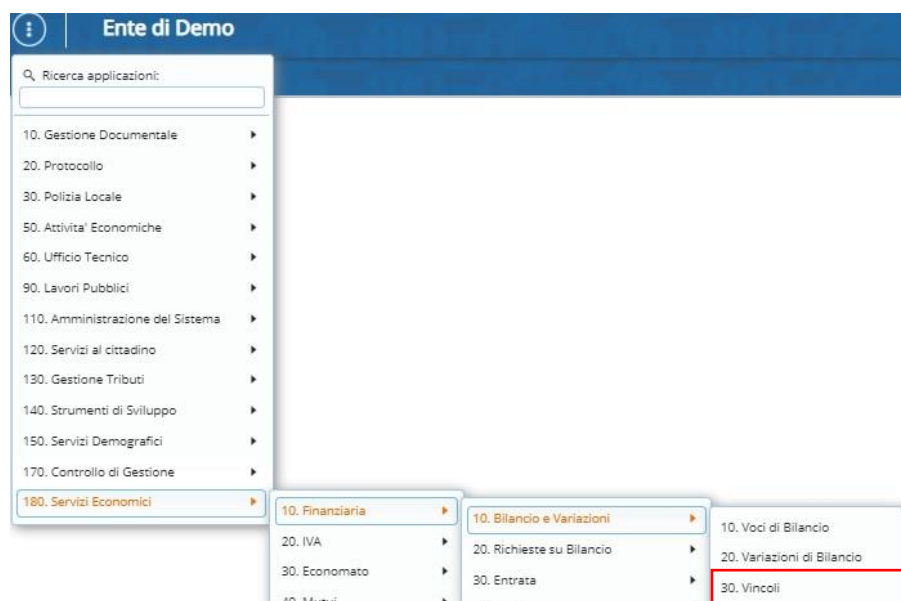 Ente di Demo
Ricerca applicazioni:
10. Gestione Documentale
20. Protocollo
30. Polizia Locale
50. Attivita' Economiche
60. Ufficio Tecnico
90. Lavori Pubblici
110. Amministrazione del Sistema
120. Servizi al cittadino
130. Gestione Tributi
140. Strumenti di Sviluppo
150. Servizi Demografici
170. Controllo di Gestione
180. Servizi Economici
10. Finanziaria
20. IVA
30. Economato
40. Mutui
10. Bilancio e Variazioni
20. Richieste su Bilancio
30. Entrata
10. Voci di Bilancio
20. Variazioni di Bilancio
30. Vincoli